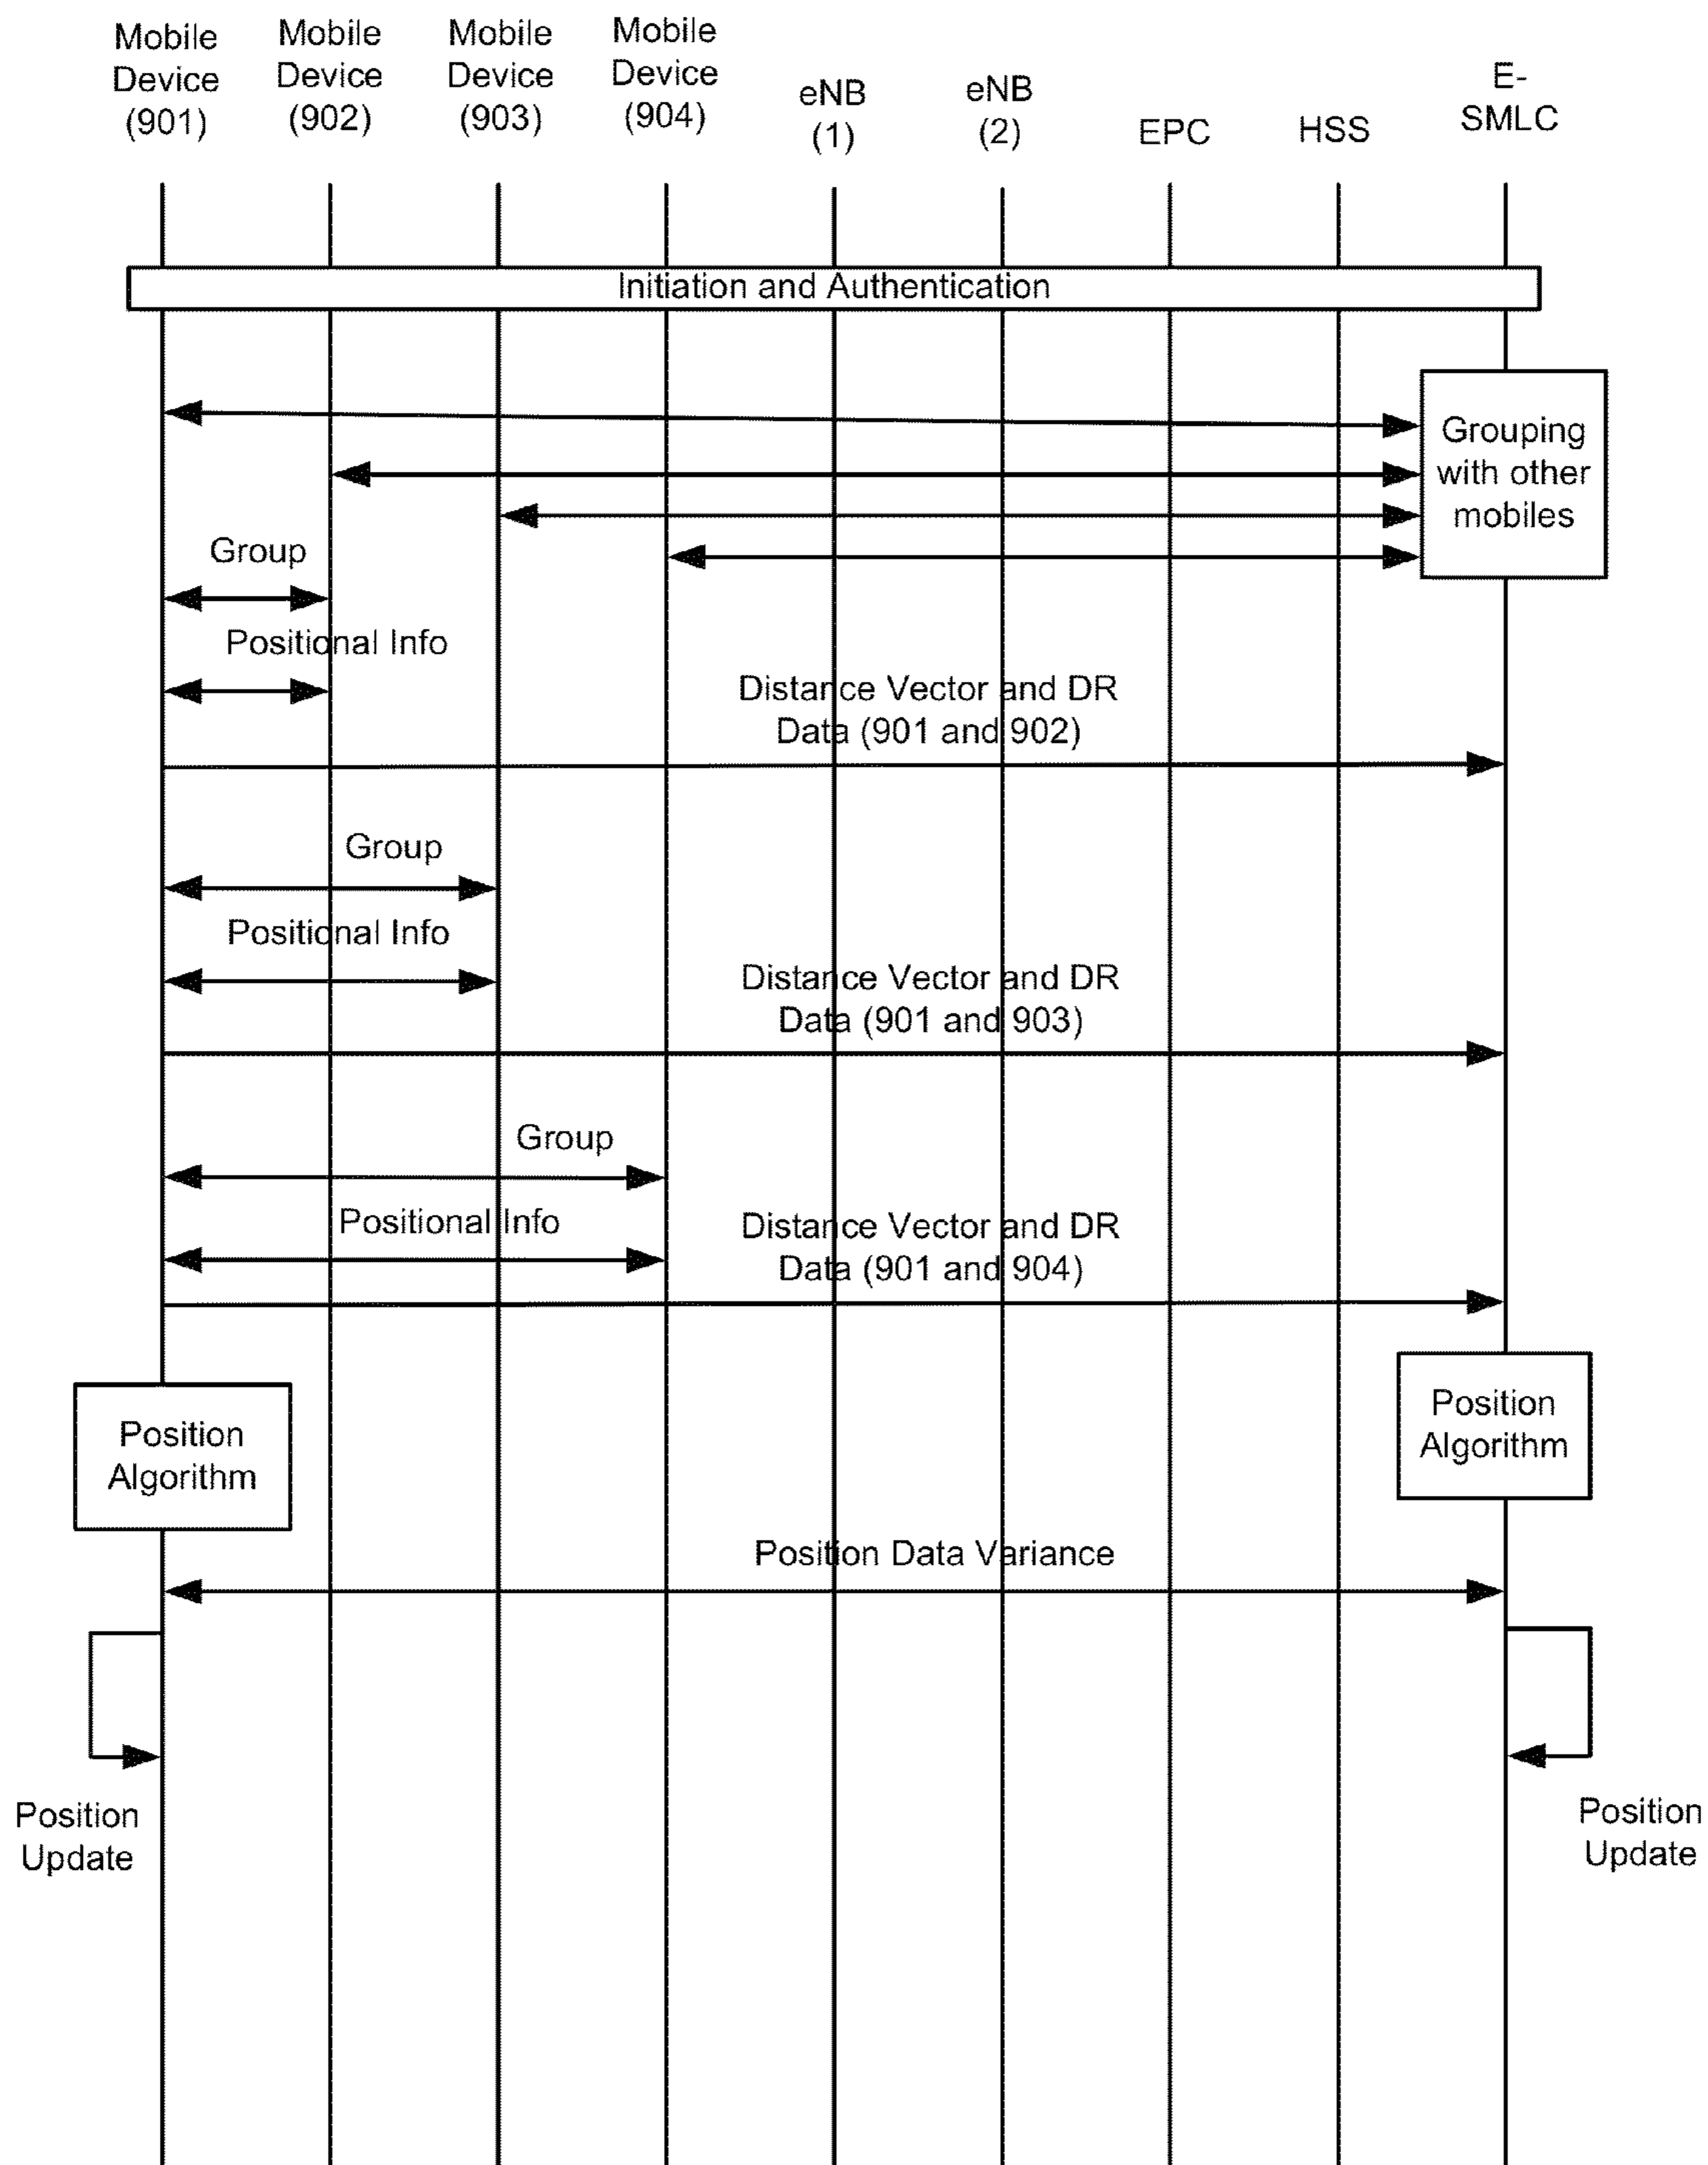 Mobile
Device
(901)
Mobile
Device
(902)
Mobile
Device
(903)
Mobile
Device
(904)
eNB
(1)
eNB
(2)
EPC
HSS
E-
SMLC
Initiation and Authentication
Grouping
with other
mobiles
Group
Positional Info
Distance Vector and DR
Data (901 and 902)
Group
Positional Info
Distance Vector and DR
Data (901 and 903)
Group
Positional Info
Distance Vector and DR
Data (901 and 904)
Position
Algorithm
Position
Algorithm
Position Data Variance
Position
Update
Position
Update